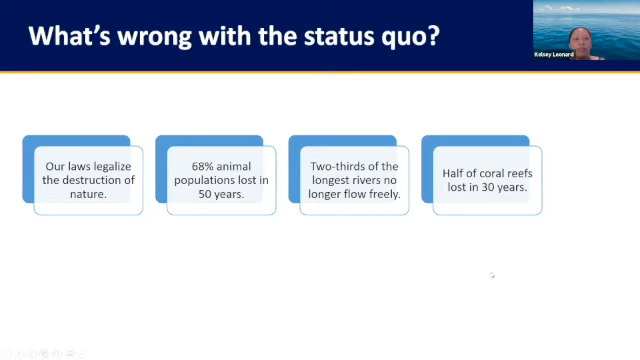 What's wrong with the status quo?
Kelsey Leonard
Our laws legalize
the destruction of
nature.
68% animal
populations lost in
50 years.
Two-thirds of the
longest rivers no
longer flow freely.
Half of coral reefs
lost in 30 years.